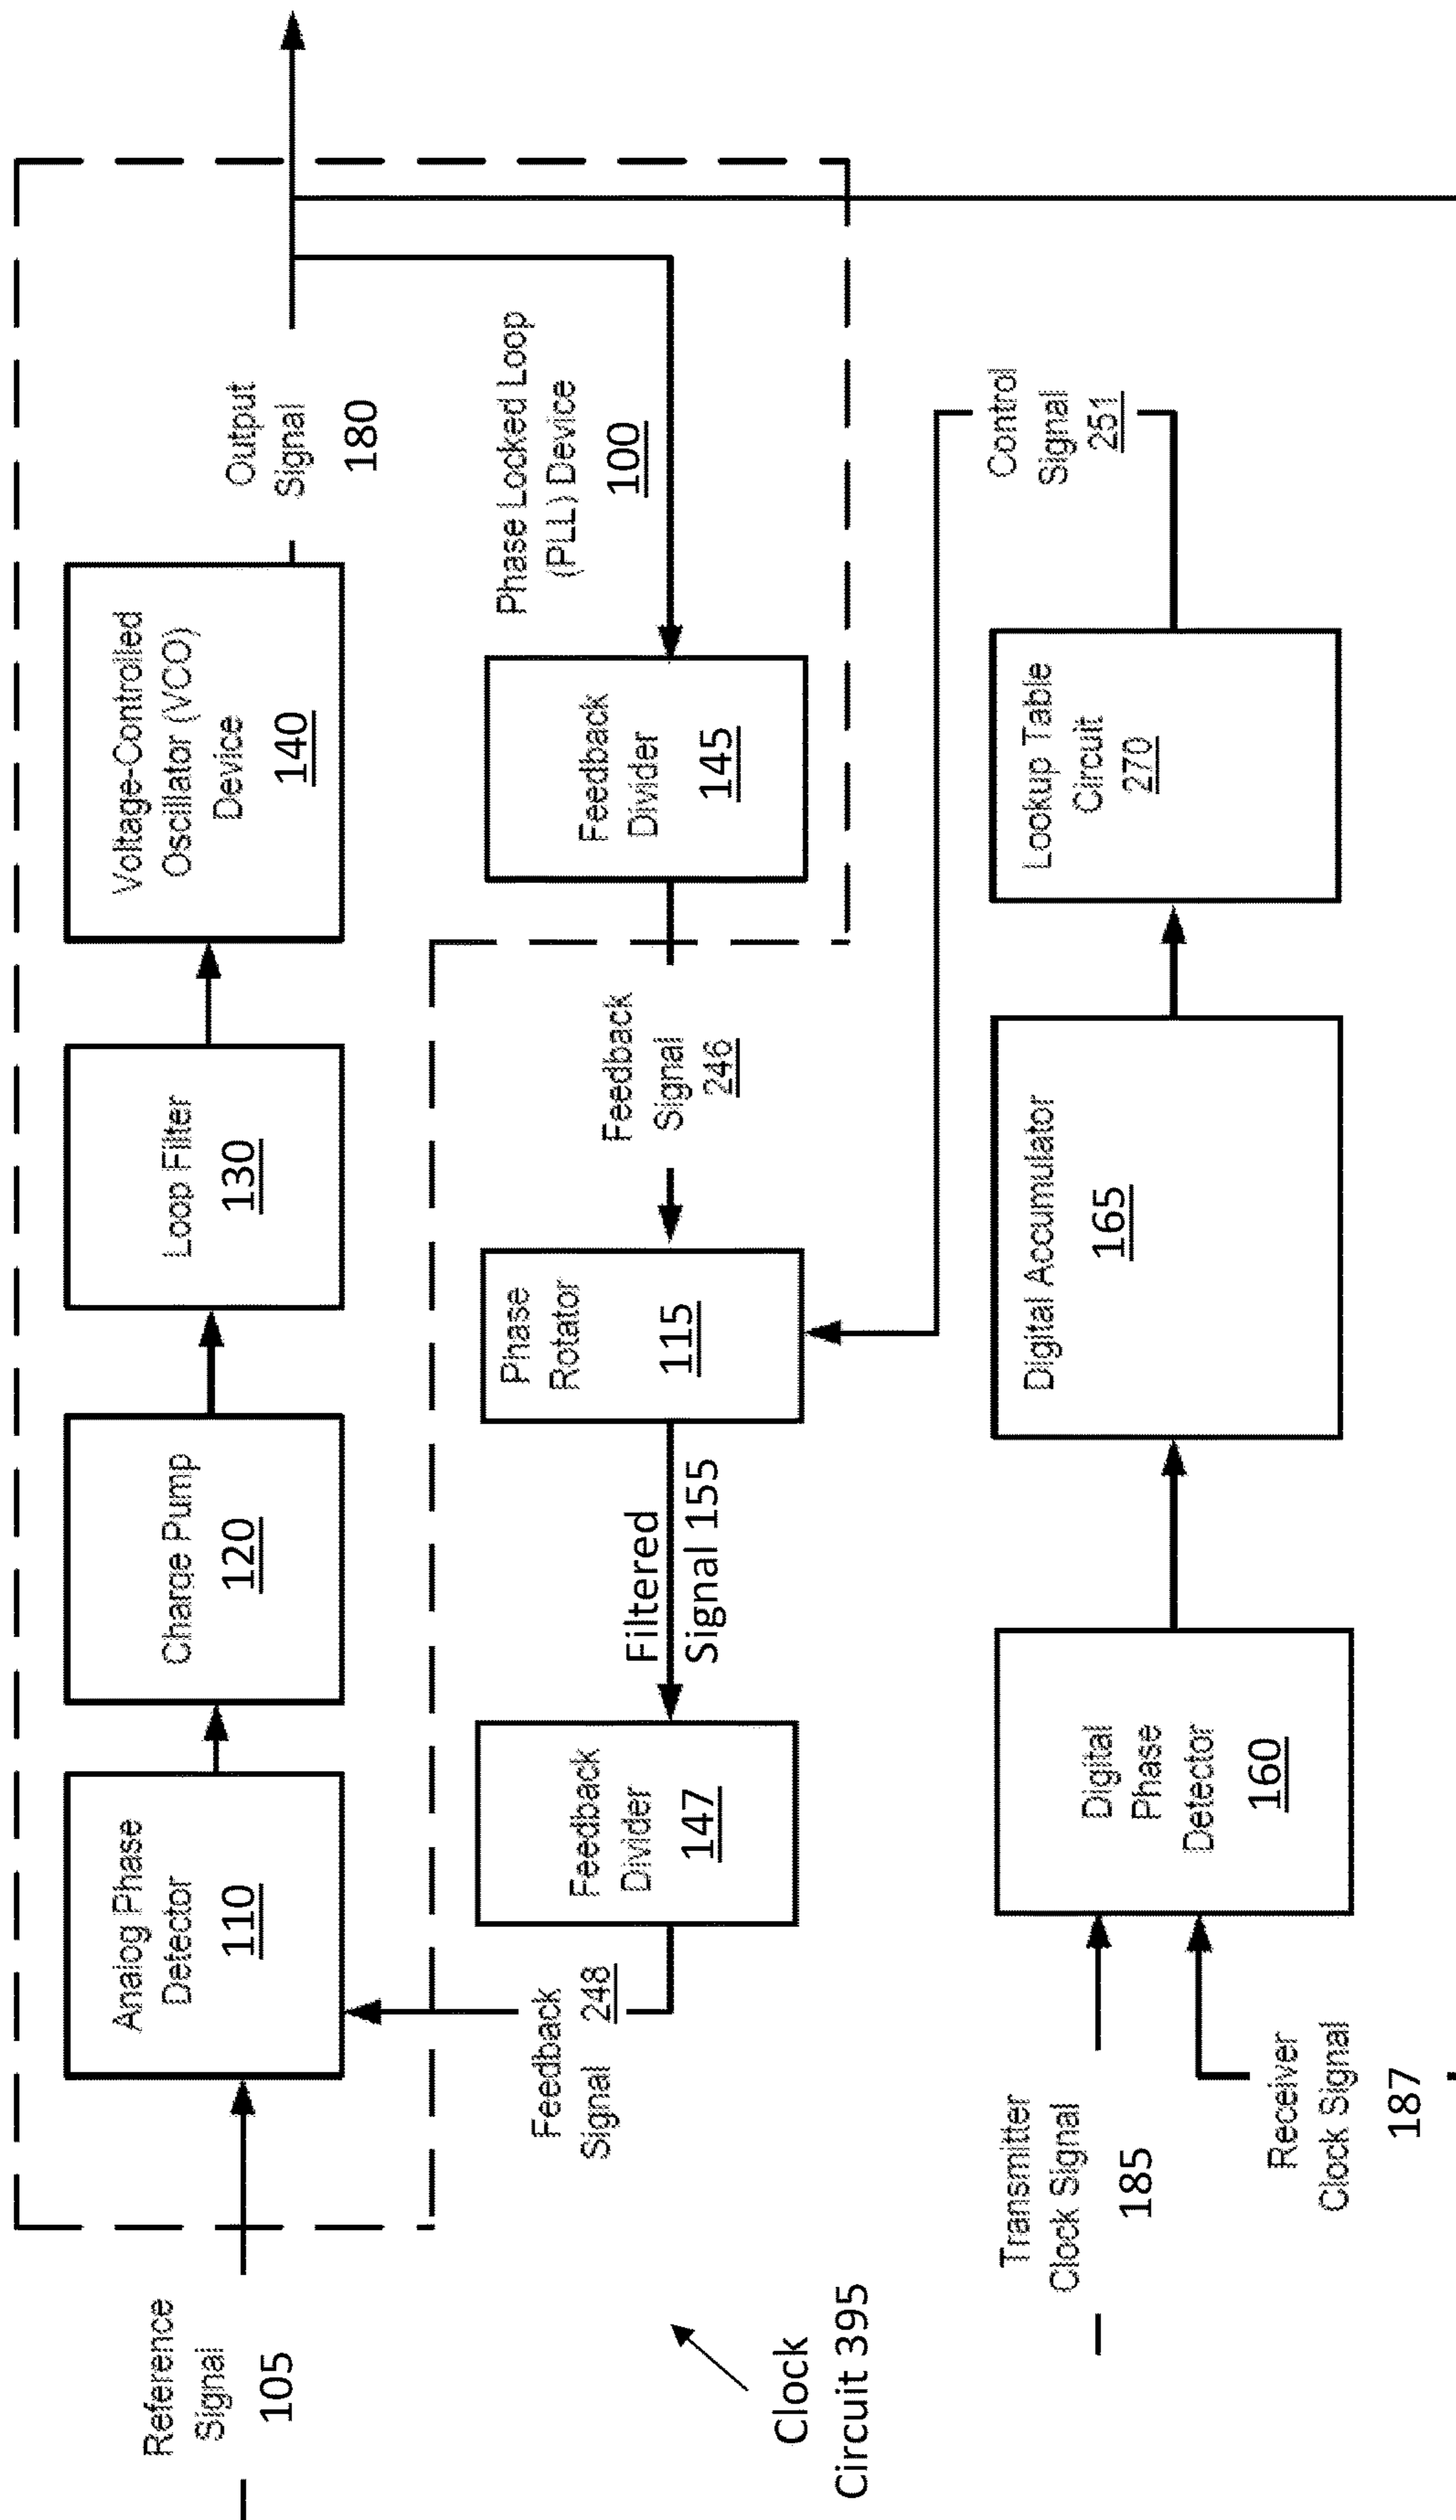 Reference
Signal
105
Analog Phase
Detector
110
Charge Pump
120
Loop Filter
130
Voltage-Controlled
Oscillator (VCO)
Device
140
Output
Signal
180
Phase Locked Loop
(PLL) Device
100
Feedback
Signal 248
Feedback
Divider
147
Filtered
Signal 155
Phase
Rotator
115
Feedback
Signal
246
Feedback
Divider
145
Clock
Circuit 395
Transmitter
Clock Signal
185
Receiver
Clock Signal
187
Digital
Phase
Detector
160
Digital Accumulator
165
Lookup Table
Circuit
270
Control
Signal
251